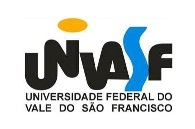 UNIVASF
UNIVERSIDADE FEDERAL DO
VALE DO SÃO FRANCISCO